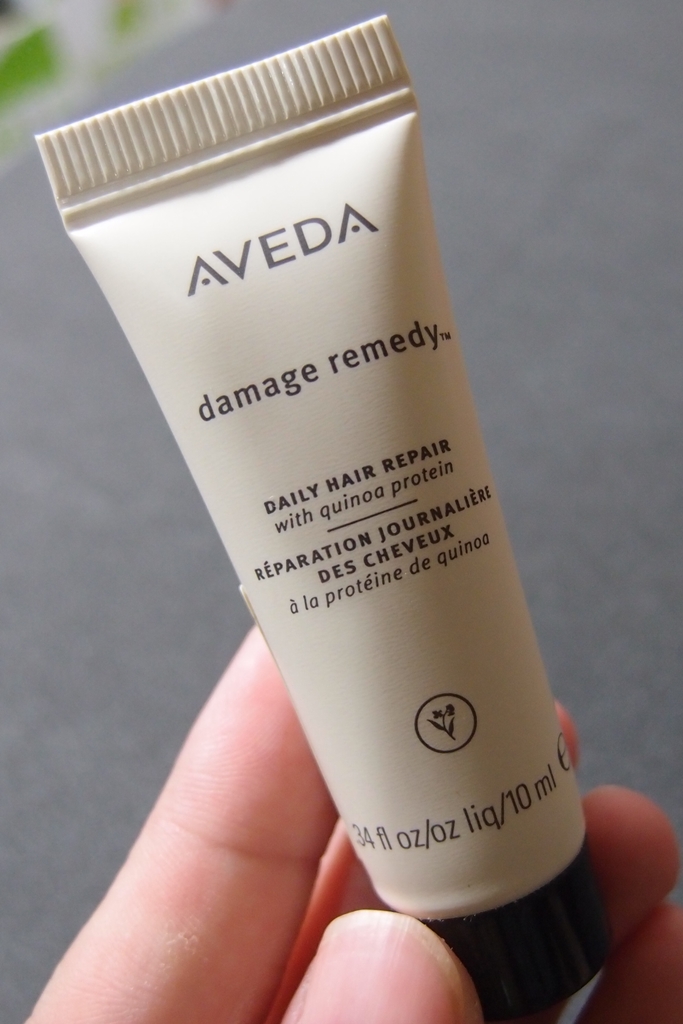 AVEDA
damage remedy™
DAILY HAIR REPAIR
with quinoa protein
RÉPARATION JOURNALIÈRE
DES CHEVEUX
à la protéine de quinoa
34 fl oz/oz liq/10 ml e